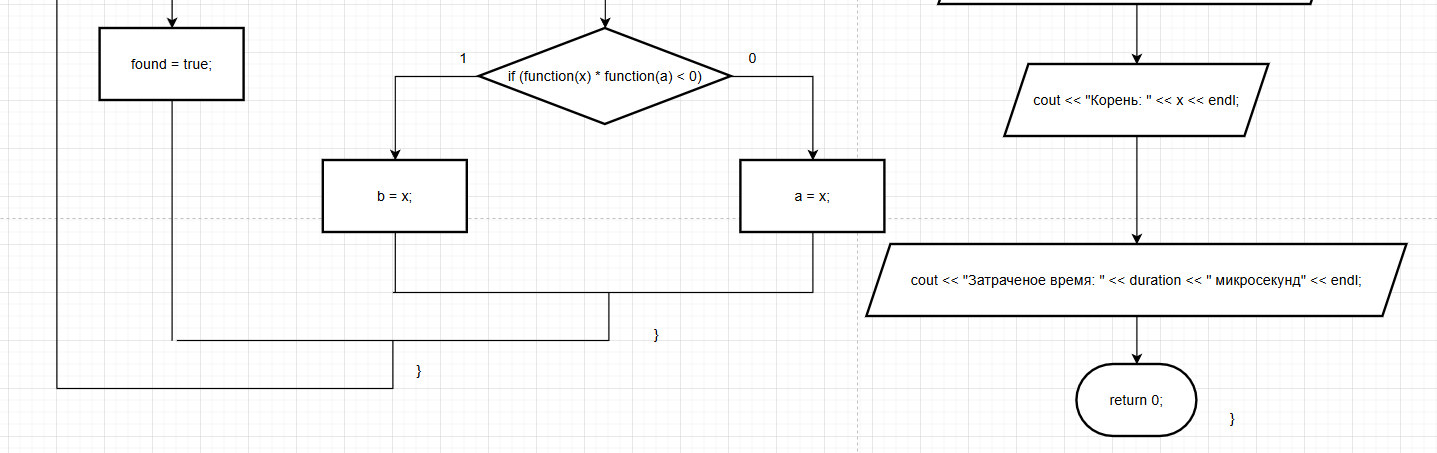 found = true;
1
if (function(x) * function(a) < 0)
0
b = x;
a = x;
}
}
cout << "Корень: " << x << endl;
cout << "Затраченое время: " << duration << " микросекунд" << endl;
return 0;
}